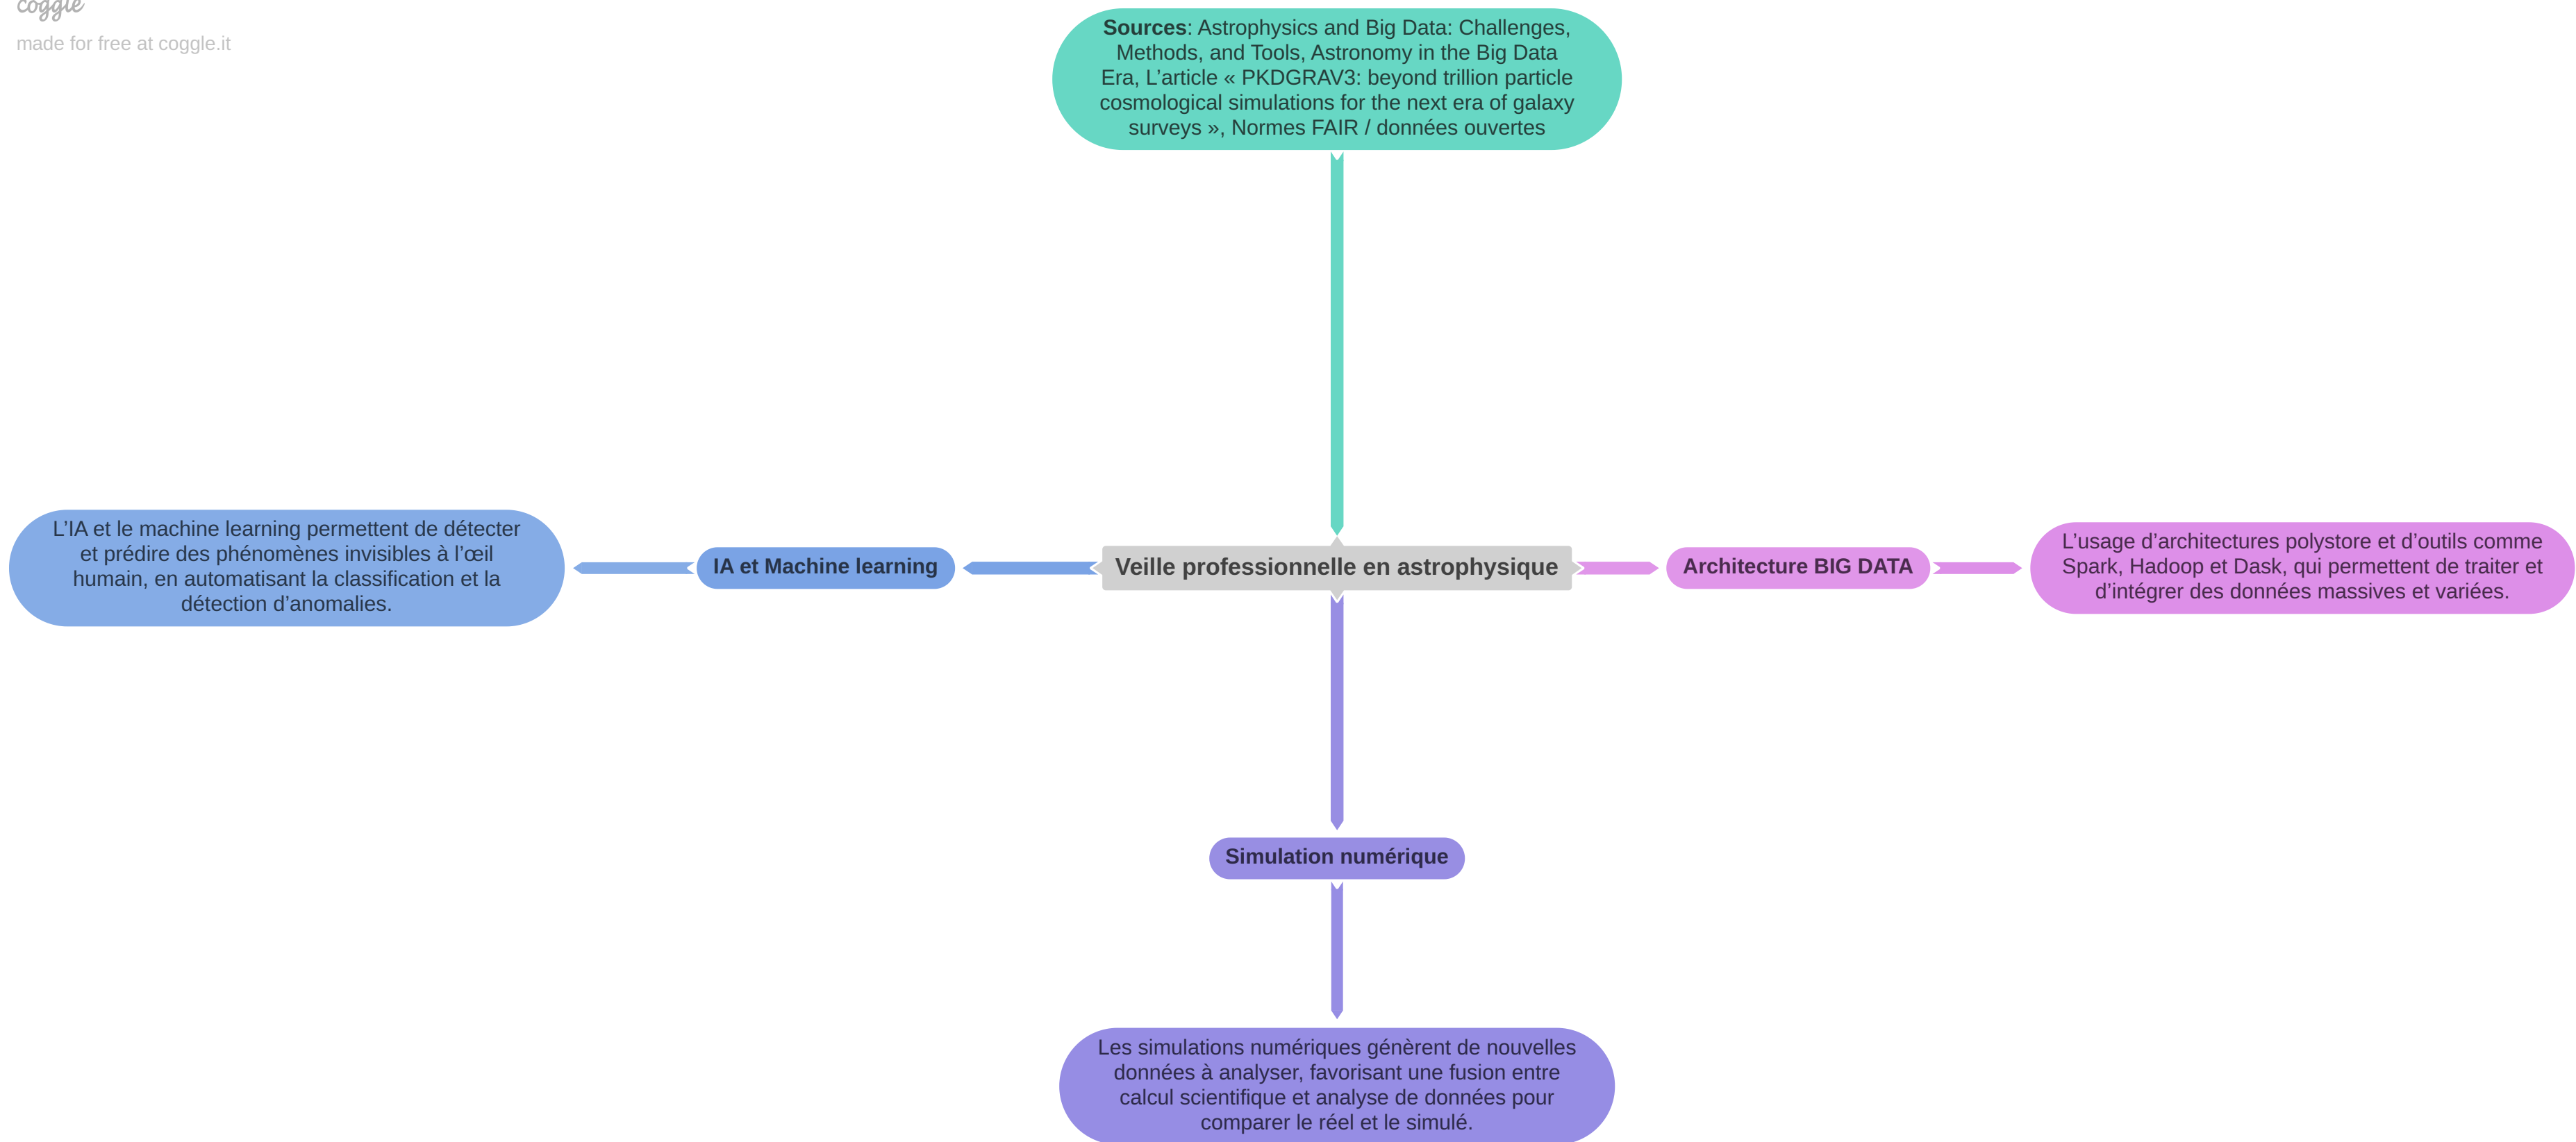 coggle
made for free at coggle.it
Sources: Astrophysics and Big Data: Challenges,
Methods, and Tools, Astronomy in the Big Data
Era, L’article « PKDGRAV3: beyond trillion particle
cosmological simulations for the next era of galaxy
surveys », Normes FAIR / données ouvertes
L’IA et le machine learning permettent de détecter
et prédire des phénomènes invisibles à l’œil
humain, en automatisant la classification et la
détection d’anomalies.
IA et Machine learning
Veille professionnelle en astrophysique
Architecture BIG DATA
L’usage d’architectures polystore et d’outils comme
Spark, Hadoop et Dask, qui permettent de traiter et
d’intégrer des données massives et variées.
Simulation numérique
Les simulations numériques génèrent de nouvelles
données à analyser, favorisant une fusion entre
calcul scientifique et analyse de données pour
comparer le réel et le simulé.